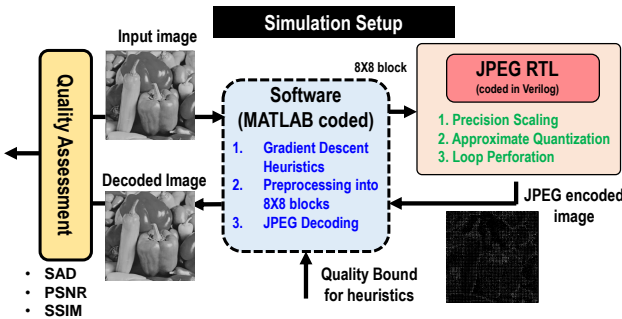 Simulation Setup
Input image
Quality Assessment
Decoded Image
• SAD
• PSNR
• SSIM
Software
(MATLAB coded)
1. Gradient Descent
Heuristics
2. Preprocessing into
8X8 blocks
3. JPEG Decoding
Quality Bound
for heuristics
8X8 block
JPEG RTL
(coded in Verilog)
1. Precision Scaling
2. Approximate Quantization
3. Loop Perforation
JPEG encoded
image